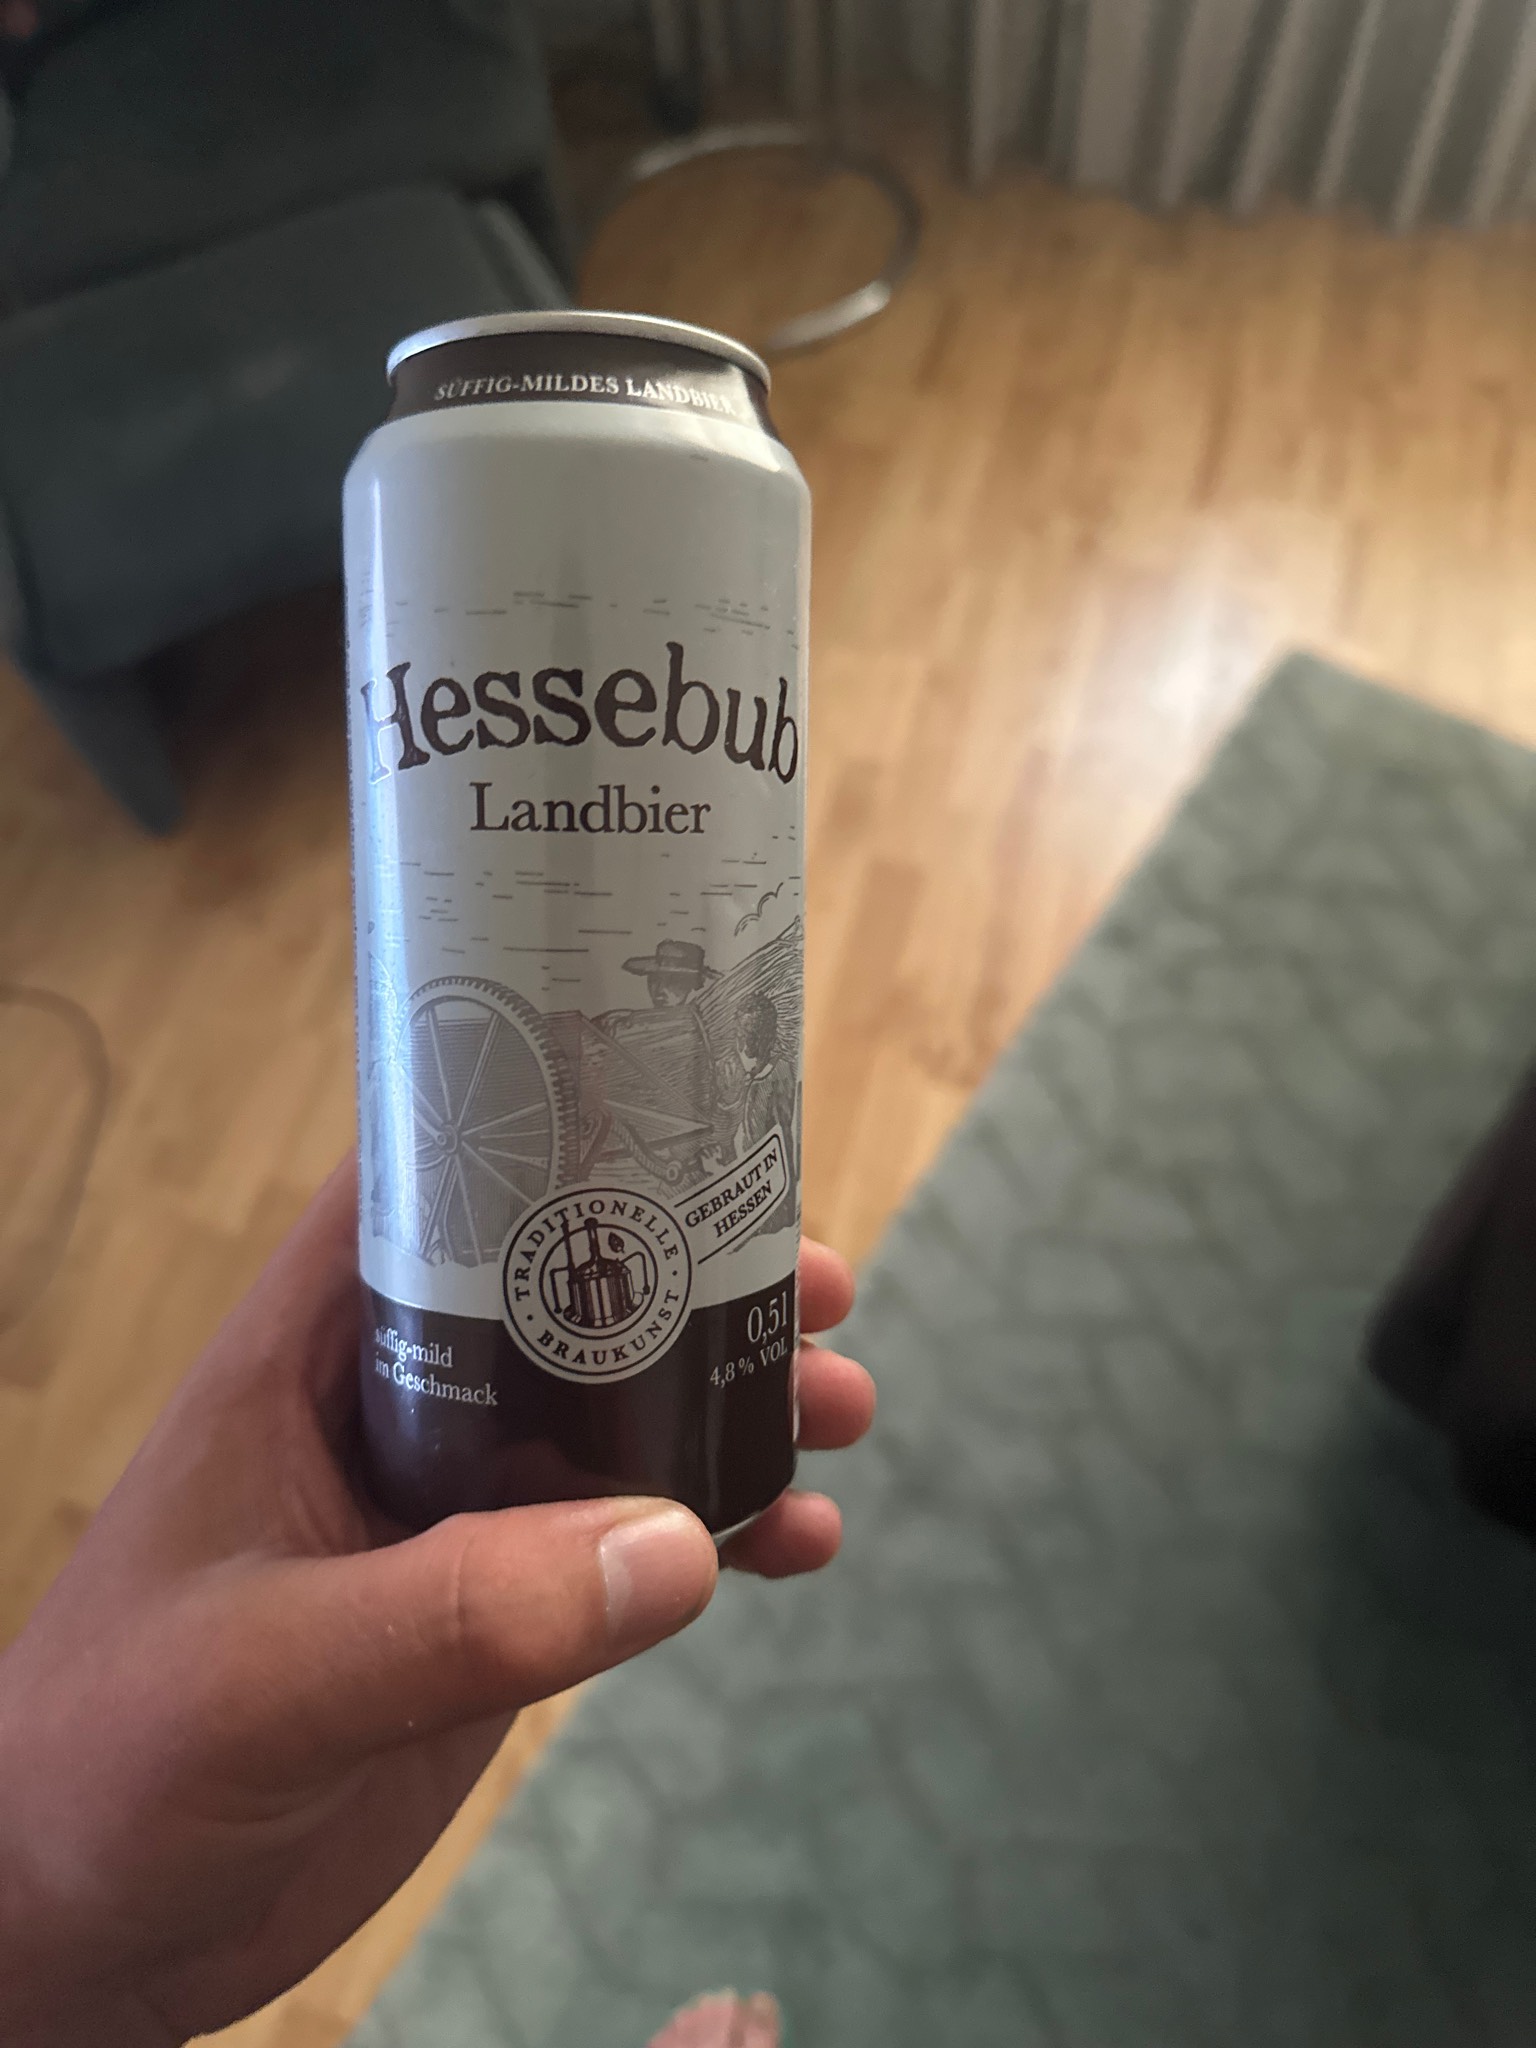 SÜFFIG-MILDES LANDBIER
Hessebub
Landbier
GEBRAUT IN
HESSEN
· TRADITIONELLE ·
BRAUKUNST
süffig-mild
im Geschmack
0,5l
4,8 % VOL